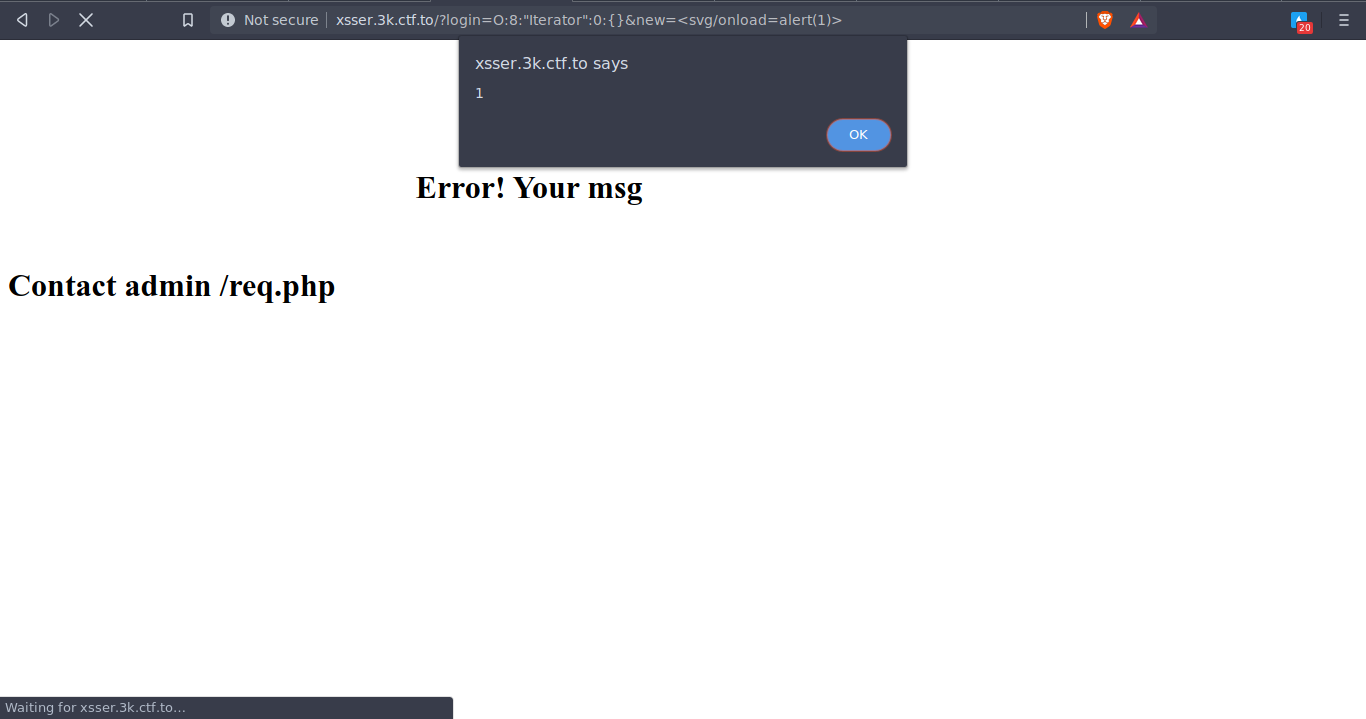 Not secure xsser.3k.ctf.to/?login=O:8:"Iterator":0:{}&new=<svg/onload=alert(1)>
20
xsser.3k.ctf.to says
1
OK
Error! Your msg
Contact admin /req.php
Waiting for xsser.3k.ctf.to...